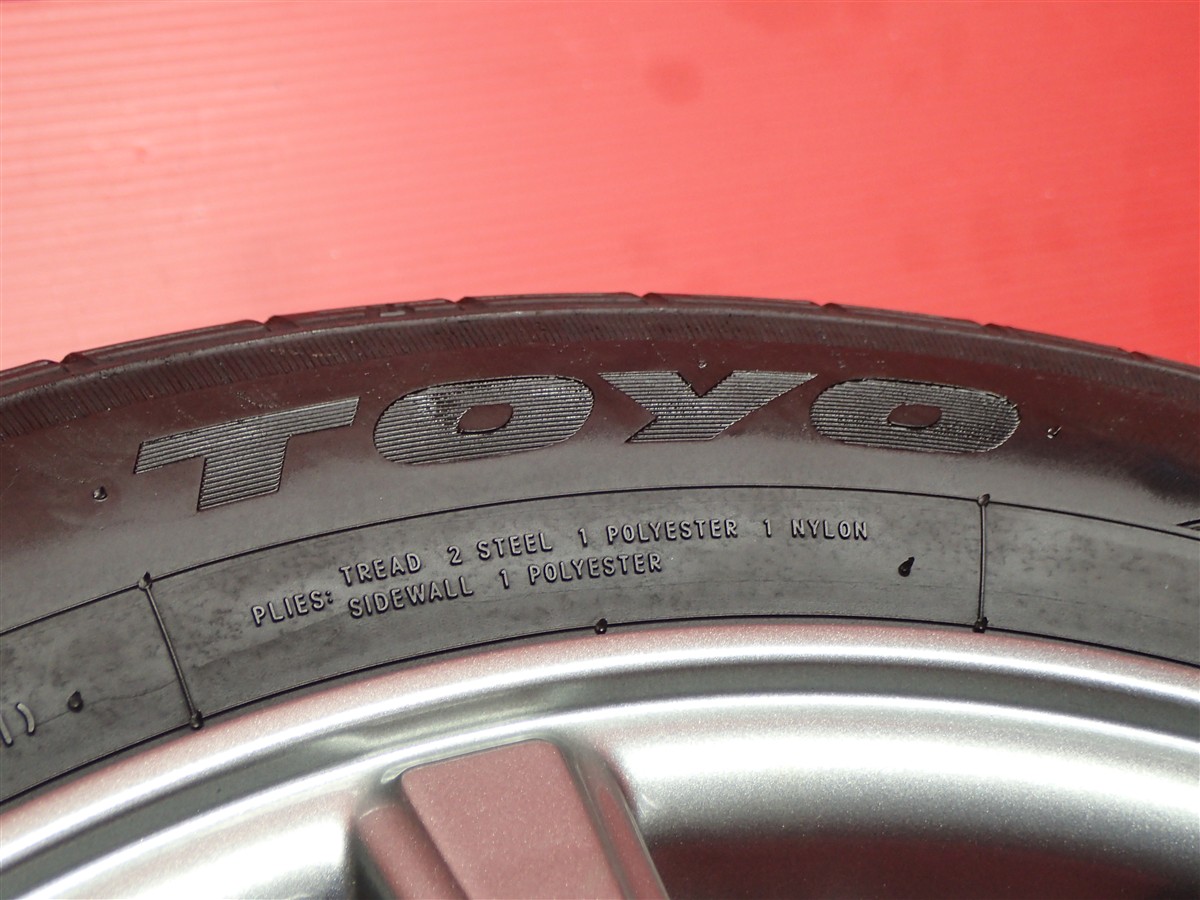 TOYO
PLIES: TREAD 2 STEEL 1 POLYESTER 1 NYLON
SIDEWALL 1 POLYESTER